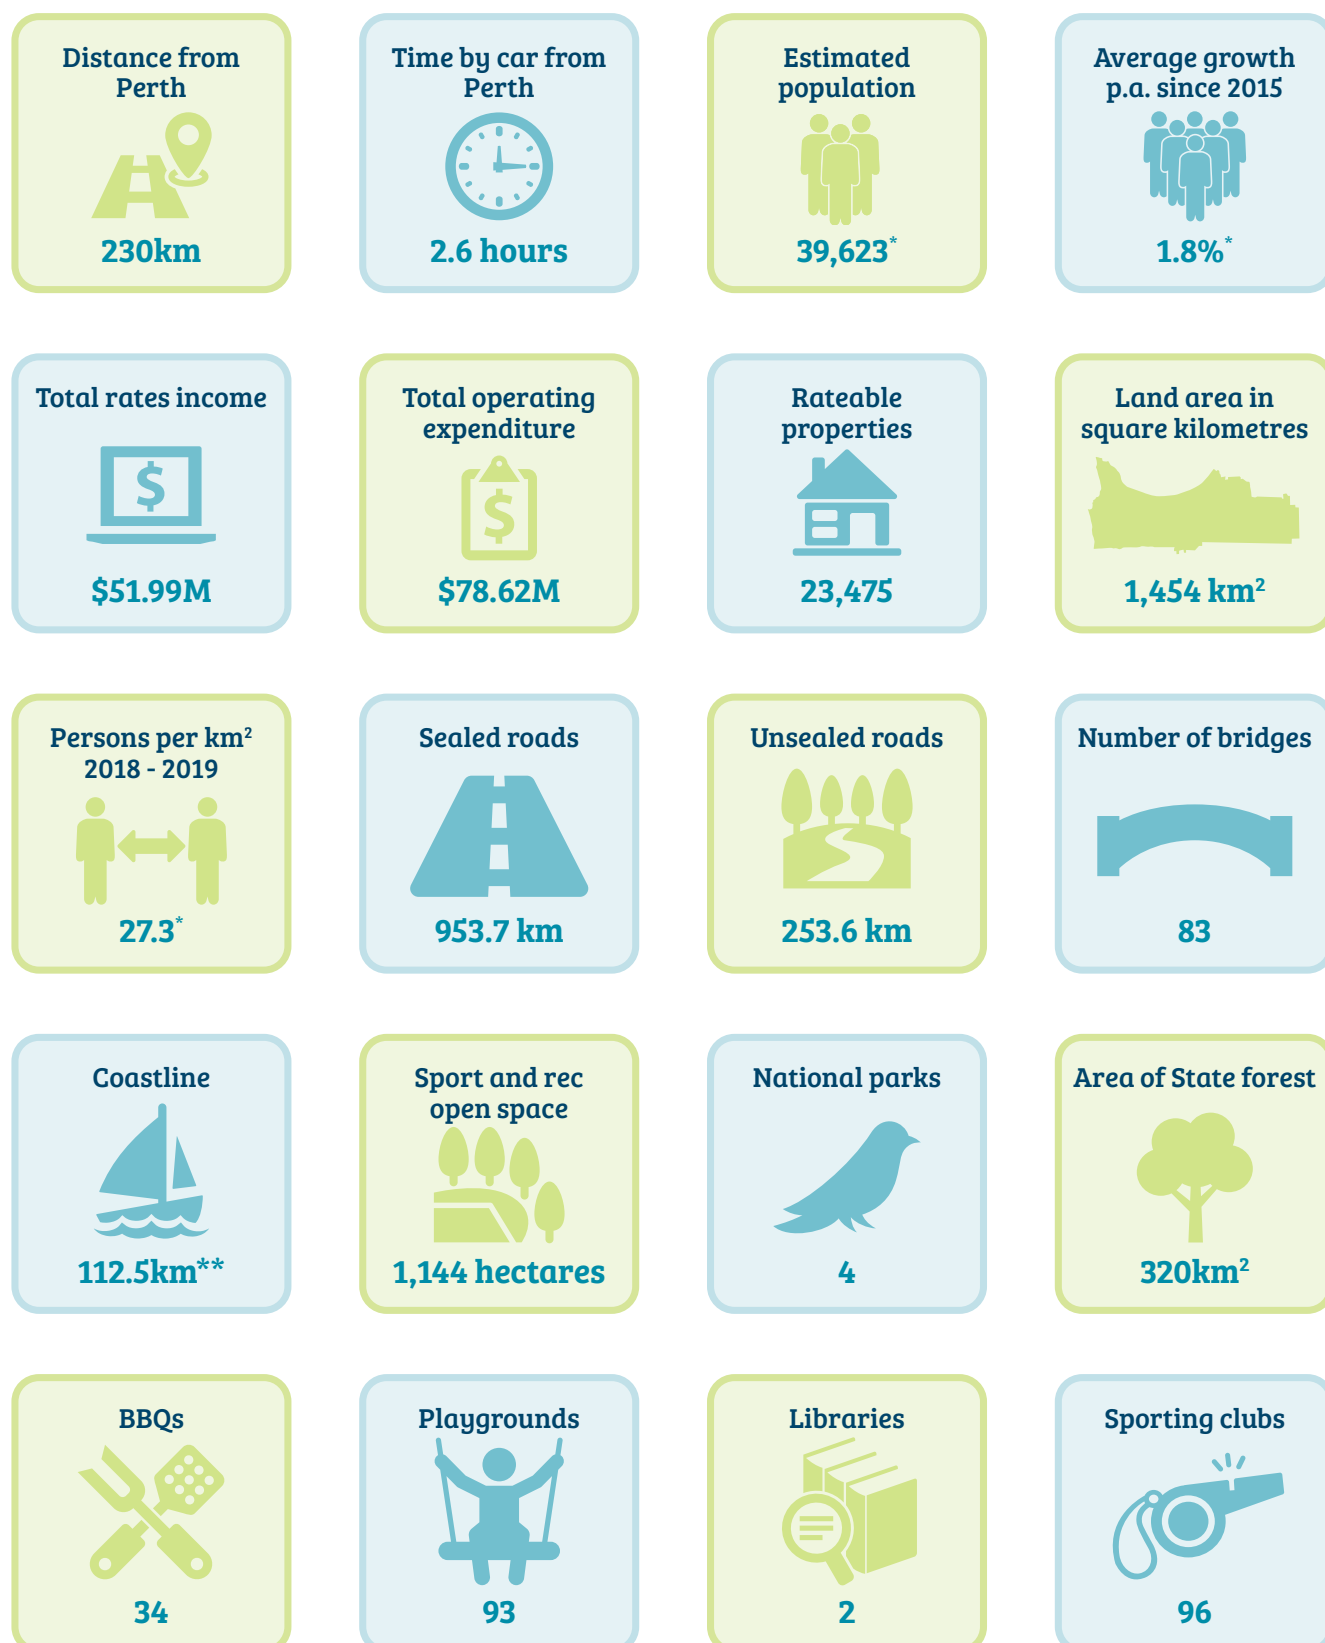 Distance from
Perth
230km
Time by car from
Perth
2.6 hours
Estimated
population
39,623*
Average growth
p.a. since 2015
1.8%*
Total rates income
$
$51.99M
Total operating
expenditure
$
$78.62M
Rateable
properties
23,475
Land area in
square kilometres
1,454 km²
Persons per km²
2018 - 2019
27.3*
Sealed roads
953.7 km
Unsealed roads
253.6 km
Number of bridges
83
Coastline
112.5km**
Sport and rec
open space
1,144 hectares
National parks
4
Area of State forest
320km²
BBQs
34
Playgrounds
93
Libraries
2
Sporting clubs
96